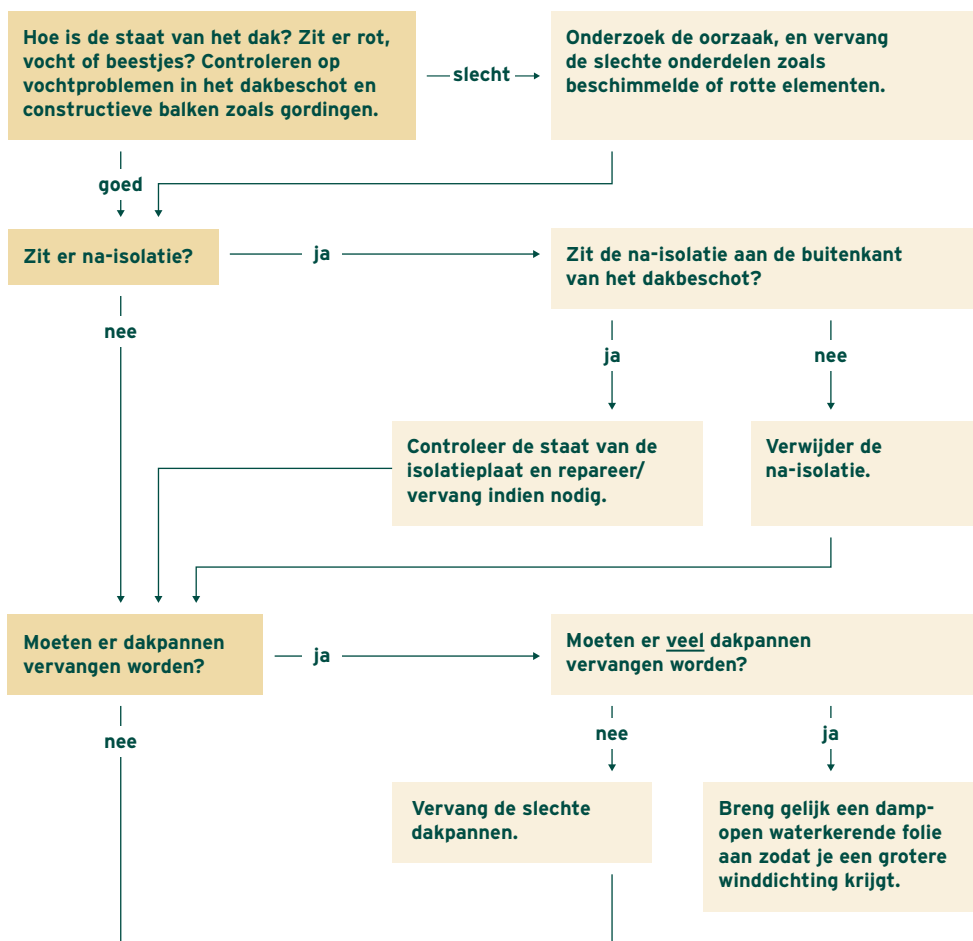 Hoe is de staat van het dak? Zit er rot,
vocht of beestjes? Controleren op
vochtproblemen in het dakbeschot en
constructieve balken zoals gordingen.
slecht
Onderzoek de oorzaak, en vervang
de slechte onderdelen zoals
beschimmelde of rotte elementen.
goed
Zit er na-isolatie?
ja
Zit de na-isolatie aan de buitenkant
van het dakbeschot?
nee
ja
nee
Controleer de staat van de
isolatieplaat en repareer/
vervang indien nodig.
Verwijder de
na-isolatie.
Moeten er dakpannen
vervangen worden?
ja
Moeten er veel dakpannen
vervangen worden?
nee
nee
ja
Vervang de slechte
dakpannen.
Breng gelijk een damp-
open waterkerende folie
aan zodat je een grotere
winddichting krijgt.